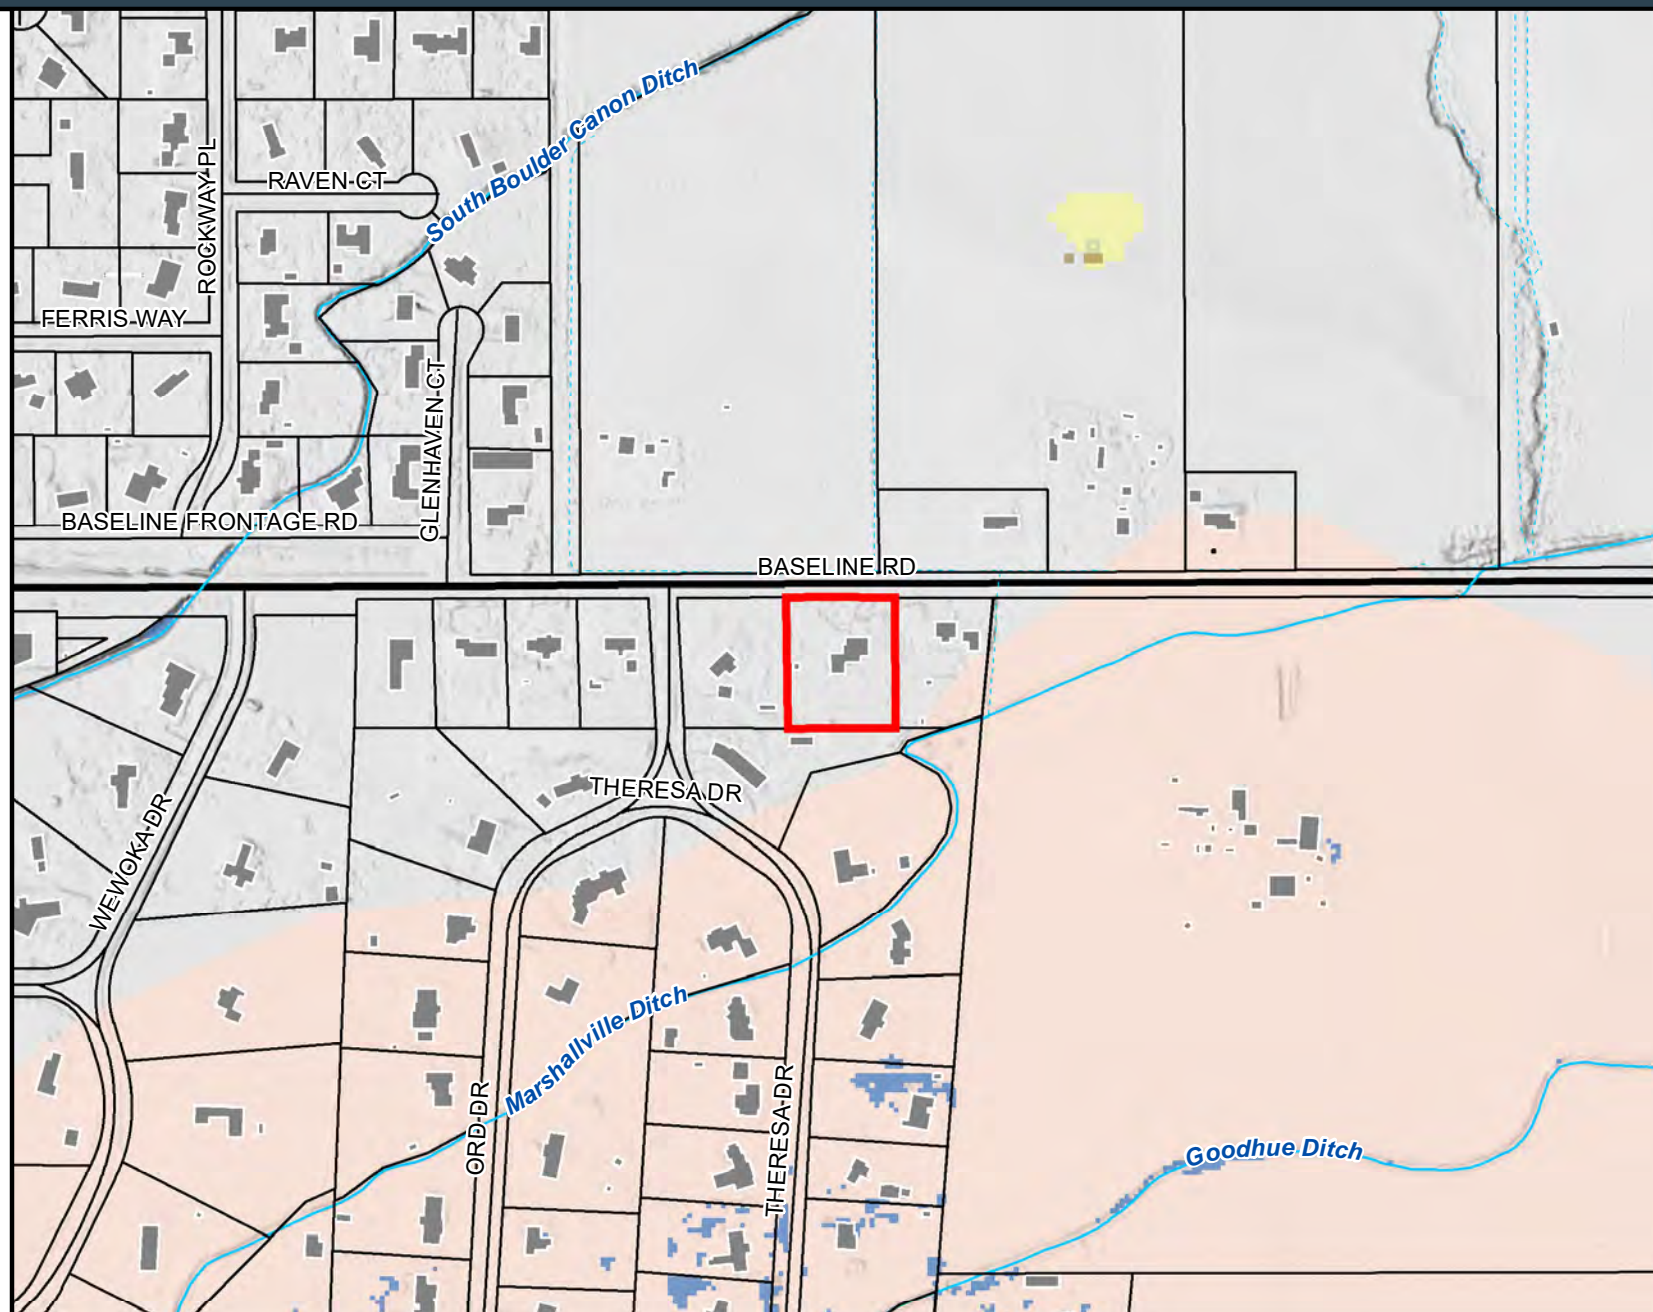 South Boulder Canon Ditch
ROCKWAY PL
RAVEN CT
FERRIS WAY
GLENHAVEN CT
BASELINE FRONTAGE RD
BASELINE RD
THERESA DR
WEWOKA DR
Marshallville Ditch
ORD DR
THERESA DR
Goodhue Ditch